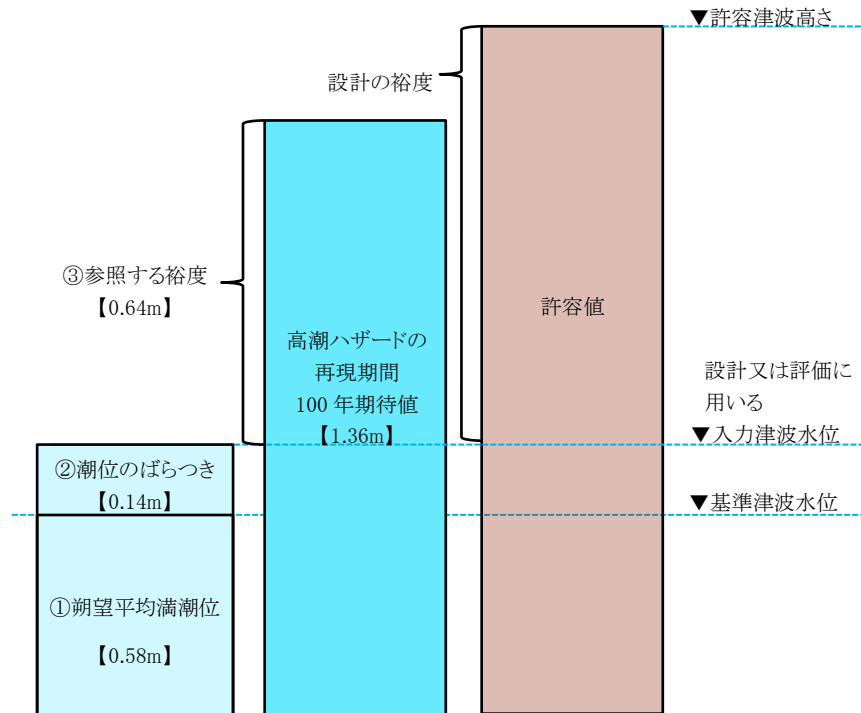 ▼許容津波高さ
設計の裕度
③参照する裕度
【0.64m】
高潮ハザードの
再現期間
100 年期待値
【1.36m】
許容値
設計又は評価に
用いる
▼入力津波水位
②潮位のばらつき
【0.14m】
▼基準津波水位
①朔望平均満潮位
【0.58m】